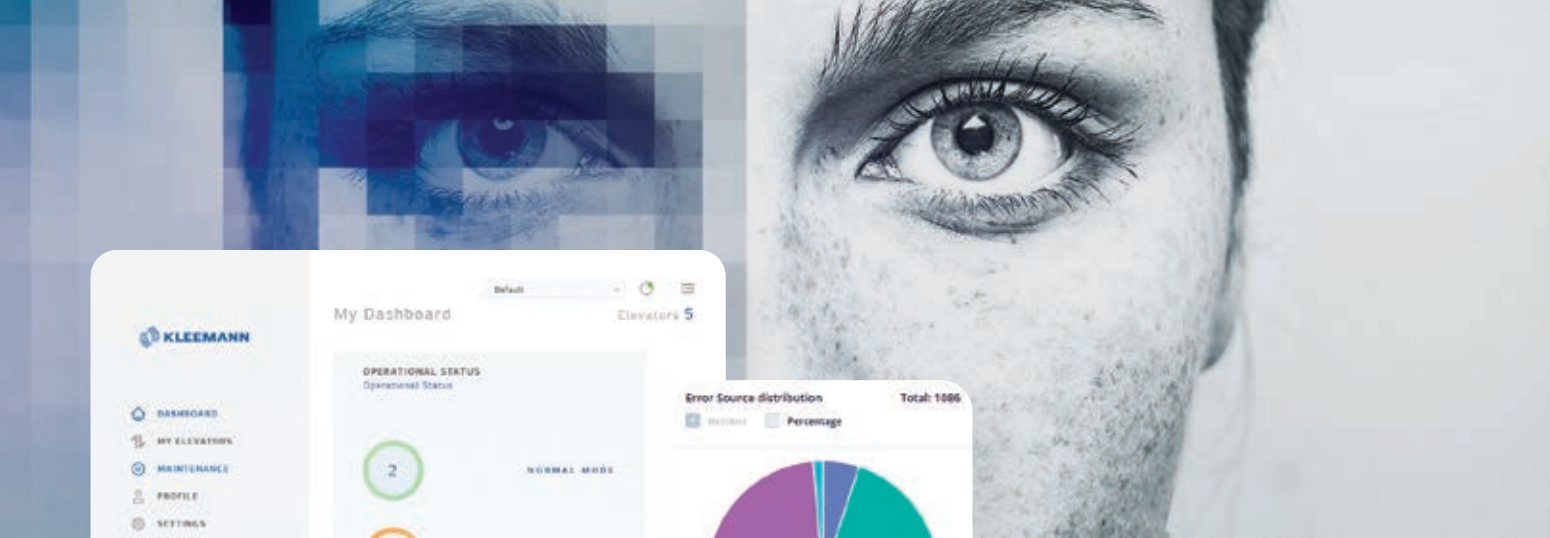 Default
My Dashboard
Elevators 5
KLEEMANN
OPERATIONAL STATUS
Operational Status
DASHBOARD
MY ELEVATORS
MAINTENANCE
PROFILE
SETTINGS
2
NORMAL MODE
Error Source distribution
Total: 1086
Number
Percentage